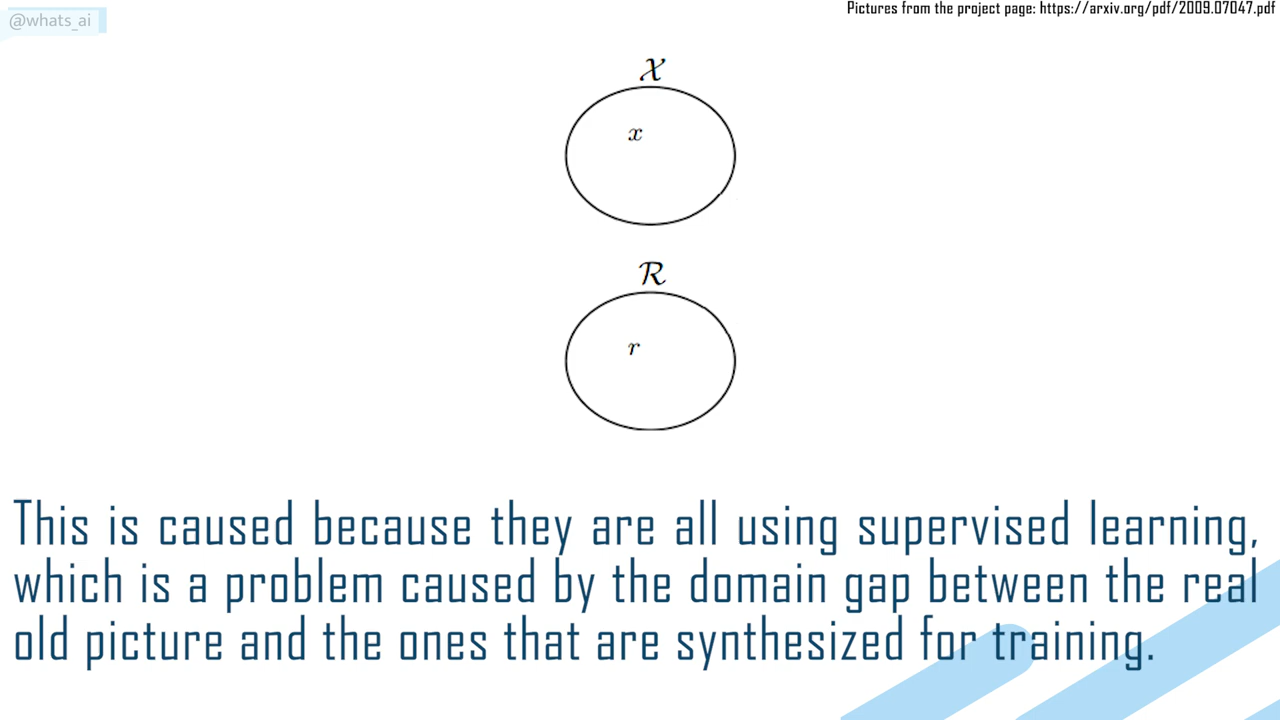 @whats_ai
Pictures from the project page: https://arxiv.org/pdf/2009.07047.pdf
𝒳
x
ℛ
r
This is caused because they are all using supervised learning,
which is a problem caused by the domain gap between the real
old picture and the ones that are synthesized for training.